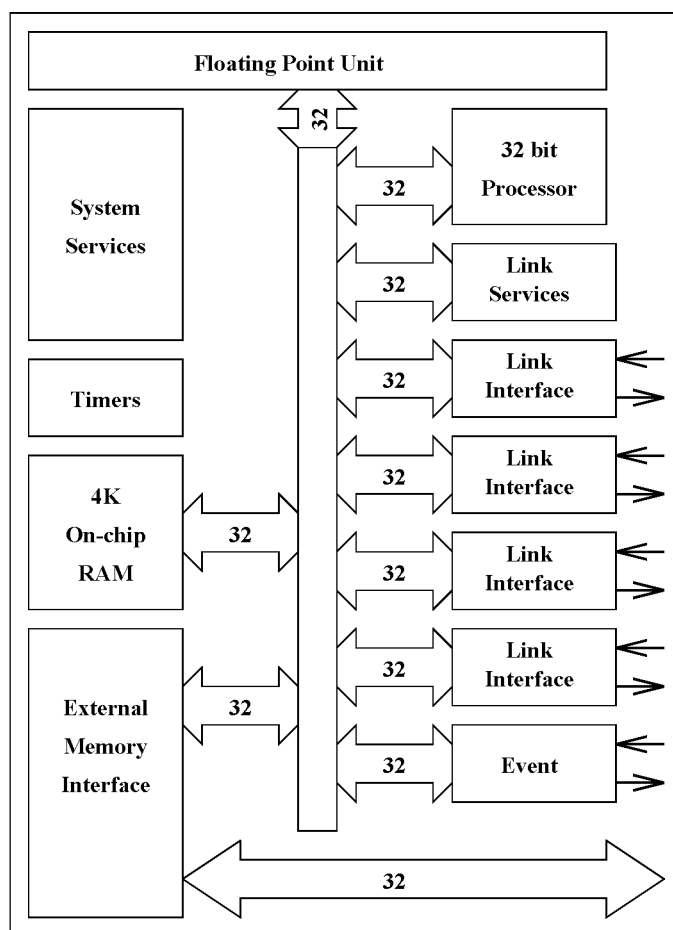 Floating Point Unit
32
System
Services
Timers
4K
On-chip
RAM
32
External
Memory
Interface
32
32 bit
Processor
32
Link
Services
32
Link
Interface
32
Link
Interface
32
Link
Interface
32
Link
Interface
32
Event
32
32